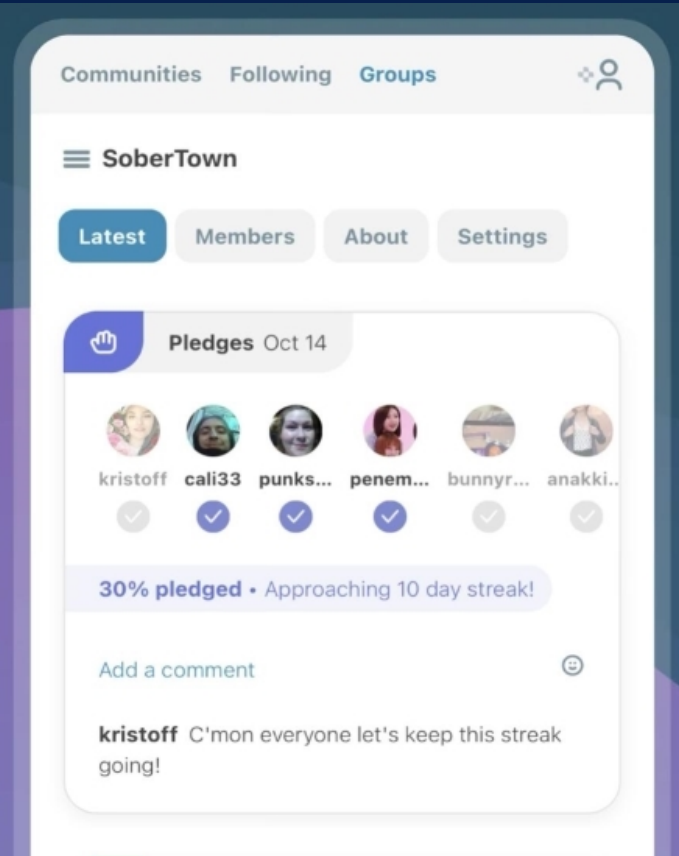 Communities Following Groups
SoberTown
Latest Members About Settings
Pledges Oct 14
kristoff cali33 punks... penem... bunnyr... anakki..
30% pledged • Approaching 10 day streak!
Add a comment
kristoff C'mon everyone let's keep this streak
going!